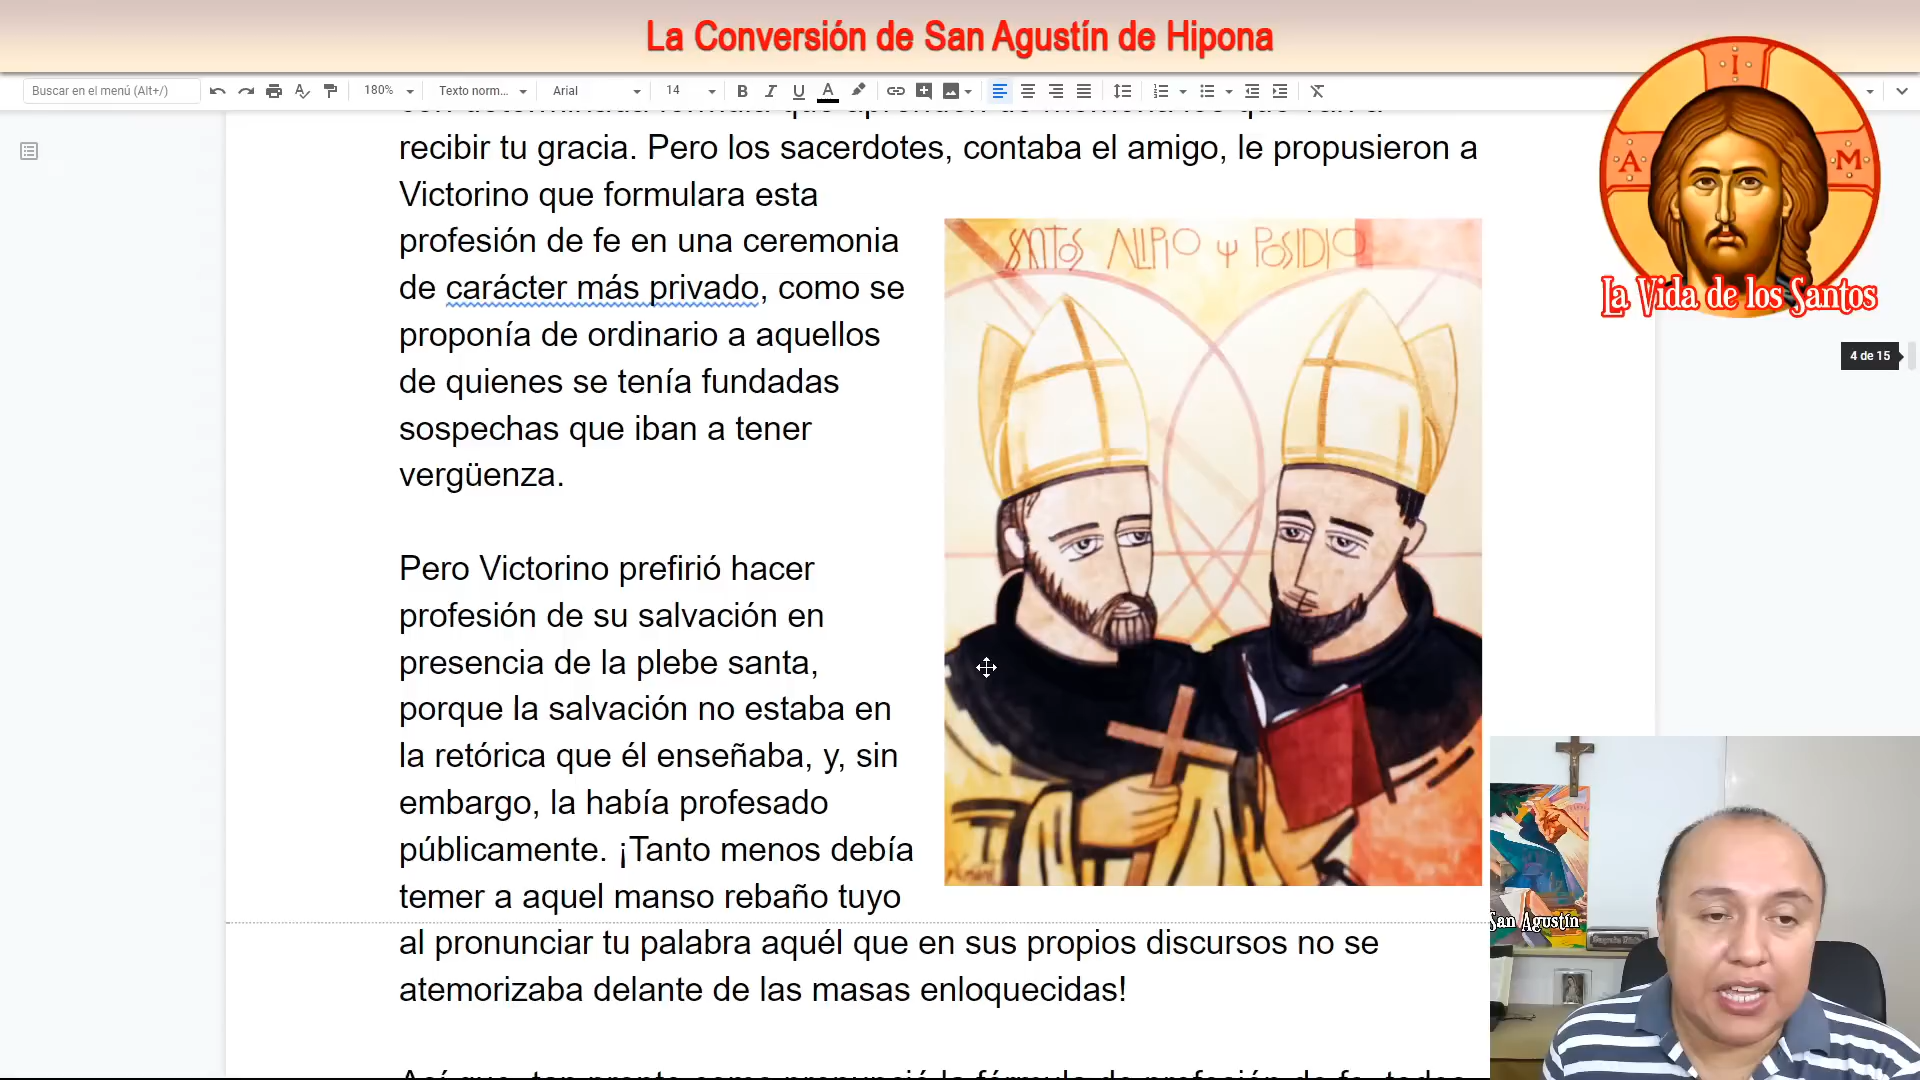 La Conversión de San Agustín de Hipona
Buscar en el menú (Alt+/)
180%
Texto norm...
Arial
14
B
I
U
A
recibir tu gracia. Pero los sacerdotes, contaba el amigo, le propusieron a
Victorino que formulara esta
profesión de fe en una ceremonia
de carácter más privado, como se
proponía de ordinario a aquellos
de quienes se tenía fundadas
sospechas que iban a tener
vergüenza.
Pero Victorino prefirió hacer
profesión de su salvación en
presencia de la plebe santa,
porque la salvación no estaba en
la retórica que él enseñaba, y, sin
embargo, la había profesado
públicamente. ¡Tanto menos debía
temer a aquel manso rebaño tuyo
al pronunciar tu palabra aquél que en sus propios discursos no se
atemorizaba delante de las masas enloquecidas!
SANTOS ALIPIO Y POSIDIO
I
A
M
La Vida de los Santos
4 de 15
San Agustín